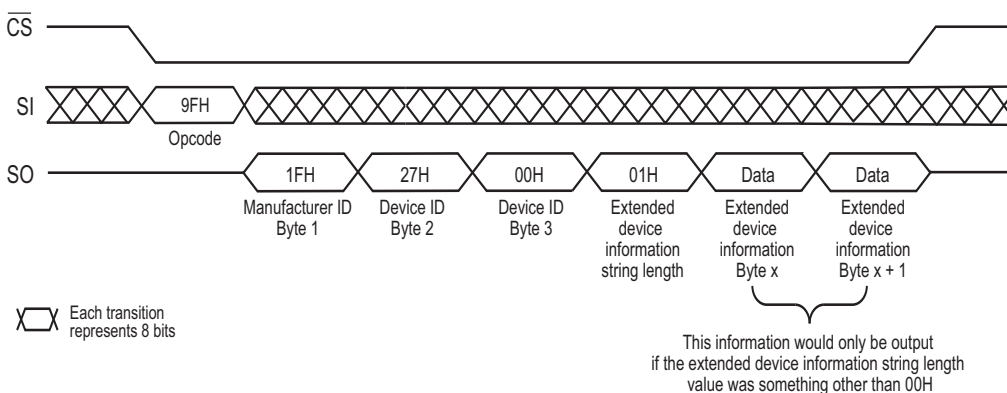 CS
SI
9FH
Opcode
SO
1FH
27H
00H
01H
Data
Data
Manufacturer ID
Byte 1
Device ID
Byte 2
Device ID
Byte 3
Extended
device
information
string length
Extended
device
information
Byte x
Extended
device
information
Byte x + 1
Each transition
represents 8 bits
This information would only be output
if the extended device information string length
value was something other than 00H